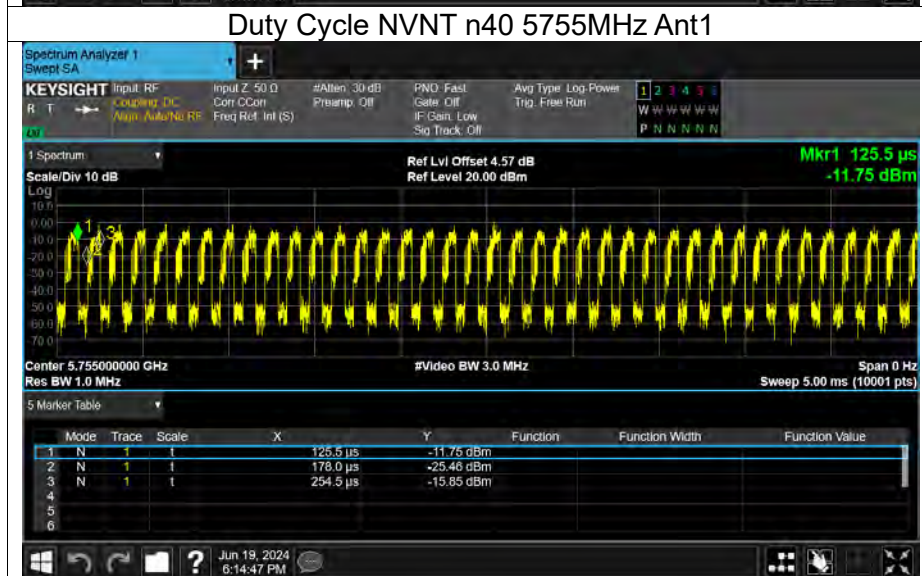 Duty Cycle NVNT n40 5755MHz Ant1
Spectrum Analyzer 1
Swept SA
+
KEYSIGHT Input: RF Input Z: 50 Ω #Atten: 30 dB PNO: Fast Avg Type: Log-Power 1 2 3 4 5 6
R T Coupling: DC Corr CCorr Preamp: Off Gate: Off Trig: Free Run W W W W W W
Align: Auto/No RF Freq Ref: Int (S) IF Gain: Low
Sig Track: Off P N N N N N
1 Spectrum Ref Lvl Offset 4.57 dB Mkr1 125.5 µs
Scale/Div 10 dB Ref Level 20.00 dBm -11.75 dBm
Log
10.0
0.00
-10.0
-20.0
-30.0
-40.0
-50.0
-60.0
-70.0
1
2
3
Center 5.755000000 GHz #Video BW 3.0 MHz Span 0 Hz
Res BW 1.0 MHz Sweep 5.00 ms (10001 pts)
5 Marker Table
Mode Trace Scale X Y Function Function Width Function Value
1 N 1 t 125.5 µs -11.75 dBm
2 N 1 t 178.0 µs -25.46 dBm
3 N 1 t 254.5 µs -15.85 dBm
4
5
6
? Jun 19, 2024
6:14:47 PM